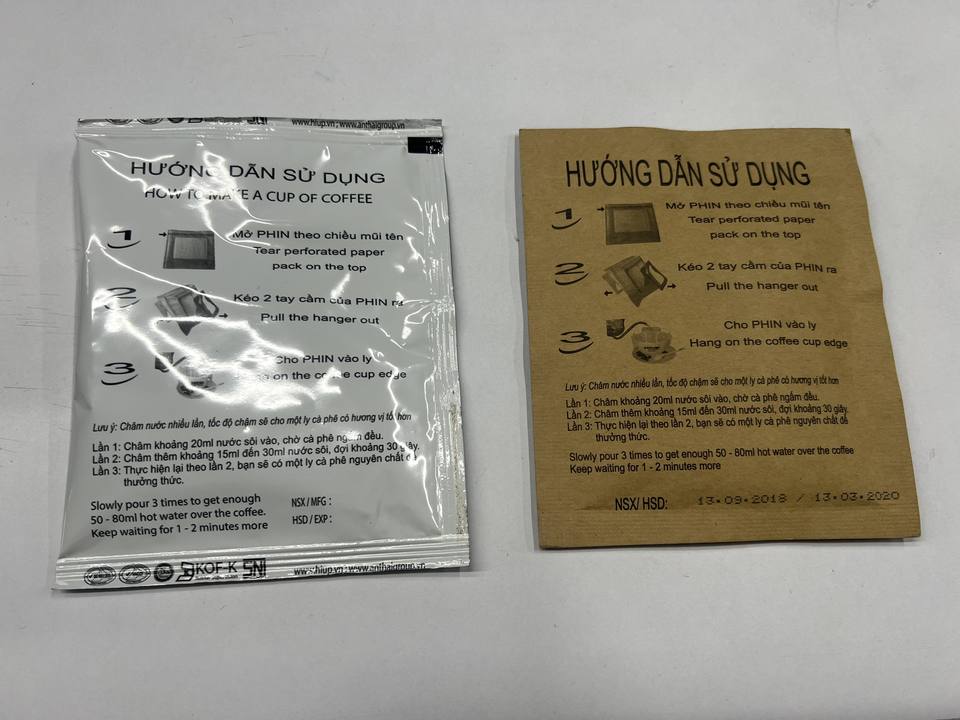 www.hiup.vn ; www.anthaigroup.vn
HƯỚNG DẪN SỬ DỤNG
HOW TO MAKE A CUP OF COFFEE
1
Mở PHIN theo chiều mũi tên
Tear perforated paper
pack on the top
2
Kéo 2 tay cầm của PHIN ra
Pull the hanger out
3
Cho PHIN vào ly
Hang on the coffee cup edge
Lưu ý: Châm nước nhiều lần, tốc độ chậm sẽ cho một ly cà phê có hương vị tốt hơn
Lần 1: Châm khoảng 20ml nước sôi vào, chờ cà phê ngấm đều.
Lần 2: Châm thêm khoảng 15ml đến 30ml nước sôi, đợi khoảng 30 giây.
Lần 3: Thực hiện lại theo lần 2, bạn sẽ có một ly cà phê nguyên chất để
thưởng thức.
Slowly pour 3 times to get enough
50 - 80ml hot water over the coffee.
Keep waiting for 1 - 2 minutes more
NSX / MFG :
HSD / EXP :
KOF-K SNI
www.hiup.vn ; www.anthaigroup.vn
HƯỚNG DẪN SỬ DỤNG
1
Mở PHIN theo chiều mũi tên
Tear perforated paper
pack on the top
2
Kéo 2 tay cầm của PHIN ra
Pull the hanger out
3
Cho PHIN vào ly
Hang on the coffee cup edge
Lưu ý: Châm nước nhiều lần, tốc độ chậm sẽ cho một ly cà phê có hương vị tốt hơn
Lần 1: Châm khoảng 20ml nước sôi vào, chờ cà phê ngấm đều.
Lần 2: Châm thêm khoảng 15ml đến 30ml nước sôi, đợi khoảng 30 giây.
Lần 3: Thực hiện lại theo lần 2, bạn sẽ có một ly cà phê nguyên chất để
thưởng thức.
Slowly pour 3 times to get enough 50 - 80ml hot water over the coffee
Keep waiting for 1 - 2 minutes more
NSX/ HSD: 13.09.2018 / 13.03.2020